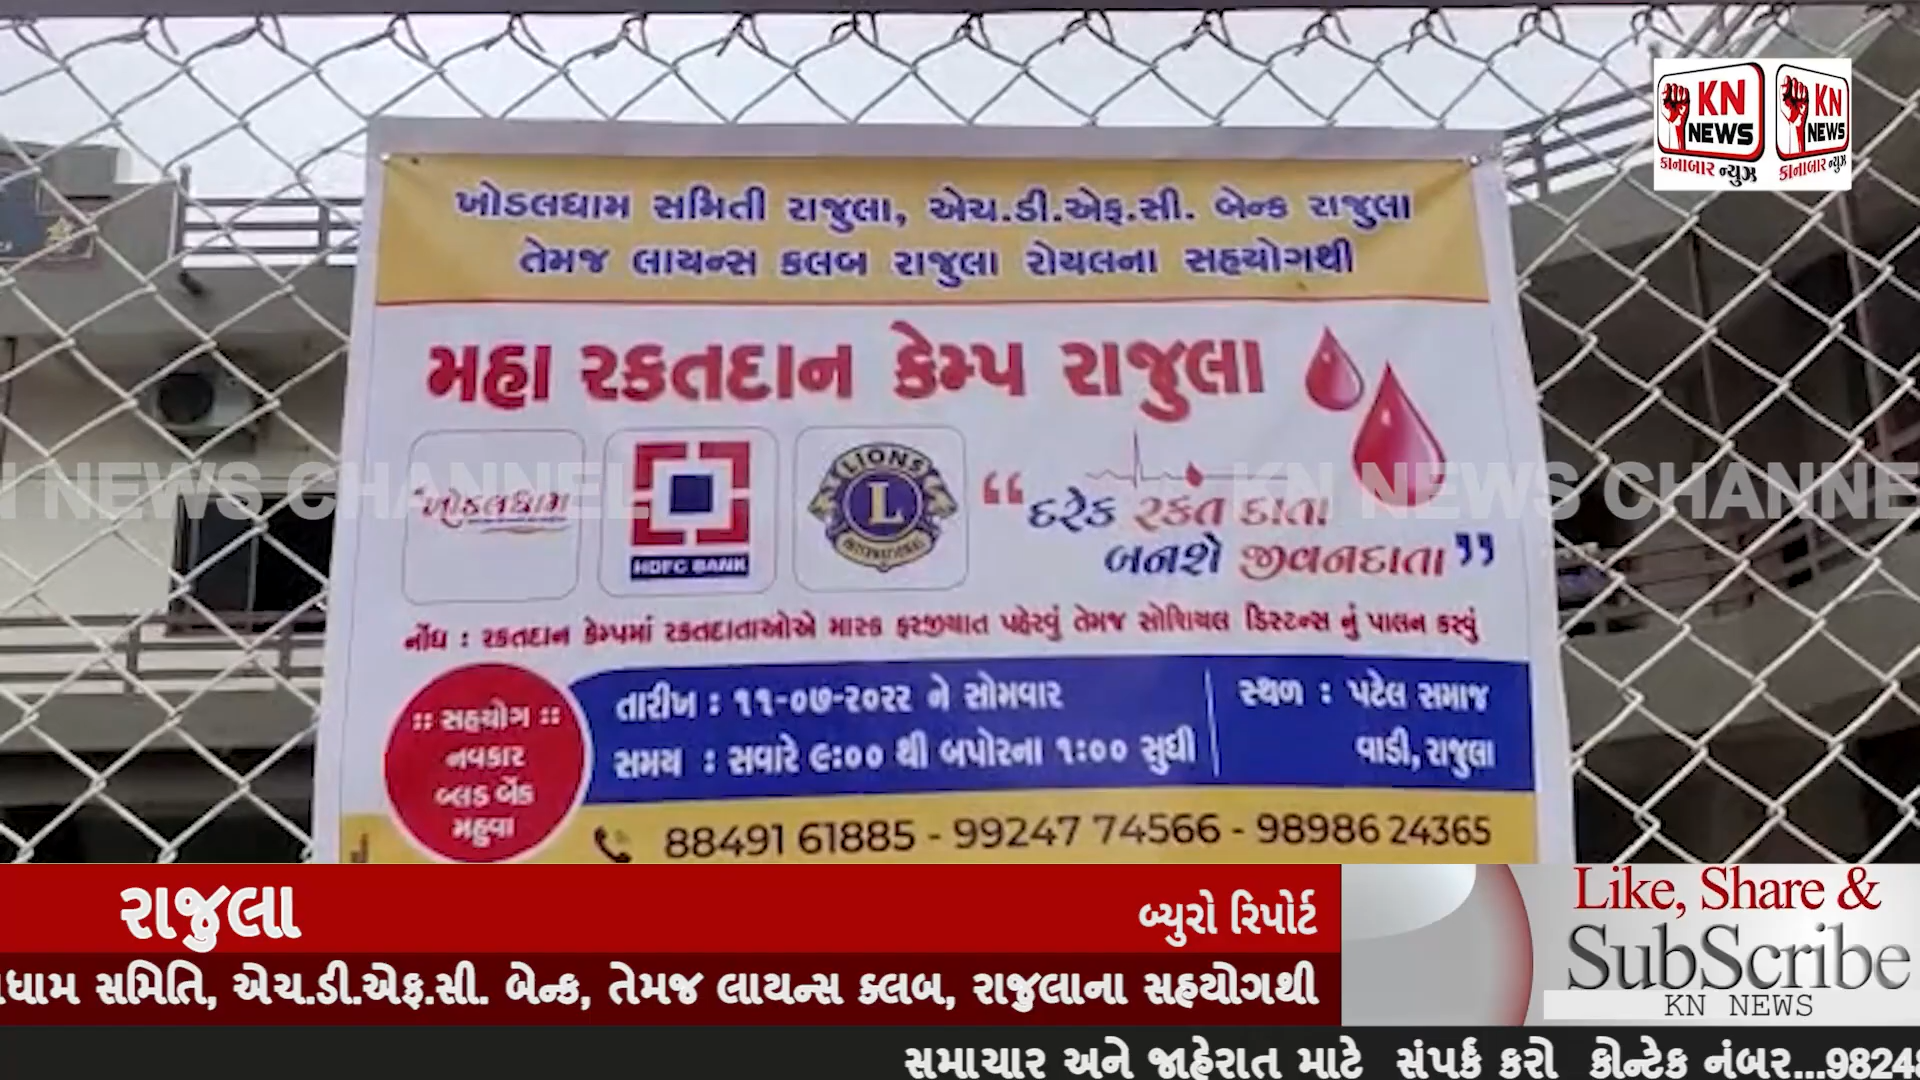 KN NEWS કાનાબાર ન્યુઝ
KN NEWS કાનાબાર ન્યુઝ
ખોડલધામ સમિતી રાજુલા, એચ.ડી.એફ.સી. બેન્ક રાજુલા
તેમજ લાયન્સ કલબ રાજુલા રોયલના સહયોગથી
મહા રકતદાન કેમ્પ રાજુલા
ખોડલધામ
HDFC BANK
LIONS
L
INTERNATIONAL
“દરેક રકત દાતા
બનશે જીવનદાતા”
N NEWS CHANNEL
KN NEWS CHANNE
નોંધ : રકતદાન કેમ્પમાં રકતદાતાઓએ માસ્ક ફરજીયાત પહેરવું તેમજ સોશિયલ ડિસ્ટન્સ નું પાલન કરવું
:: સહયોગ ::
નવકાર
બ્લડ બેંક
મહુવા
તારીખ : ૧૧-૦૭-૨૦૨૨ ને સોમવાર
સમય : સવારે ૯:૦૦ થી બપોરના ૧:૦૦ સુધી
સ્થળ : પટેલ સમાજ
વાડી, રાજુલા
88491 61885 - 99247 74566 - 98986 24365
રાજુલા
બ્યુરો રિપોર્ટ
ધામ સમિતિ, એચ.ડી.એફ.સી. બેન્ક, તેમજ લાયન્સ ક્લબ, રાજુલાના સહયોગથી
Like, Share &
SubScribe
KN NEWS
સમાચાર અને જાહેરાત માટે સંપર્ક કરો કોન્ટેક નંબર...9824